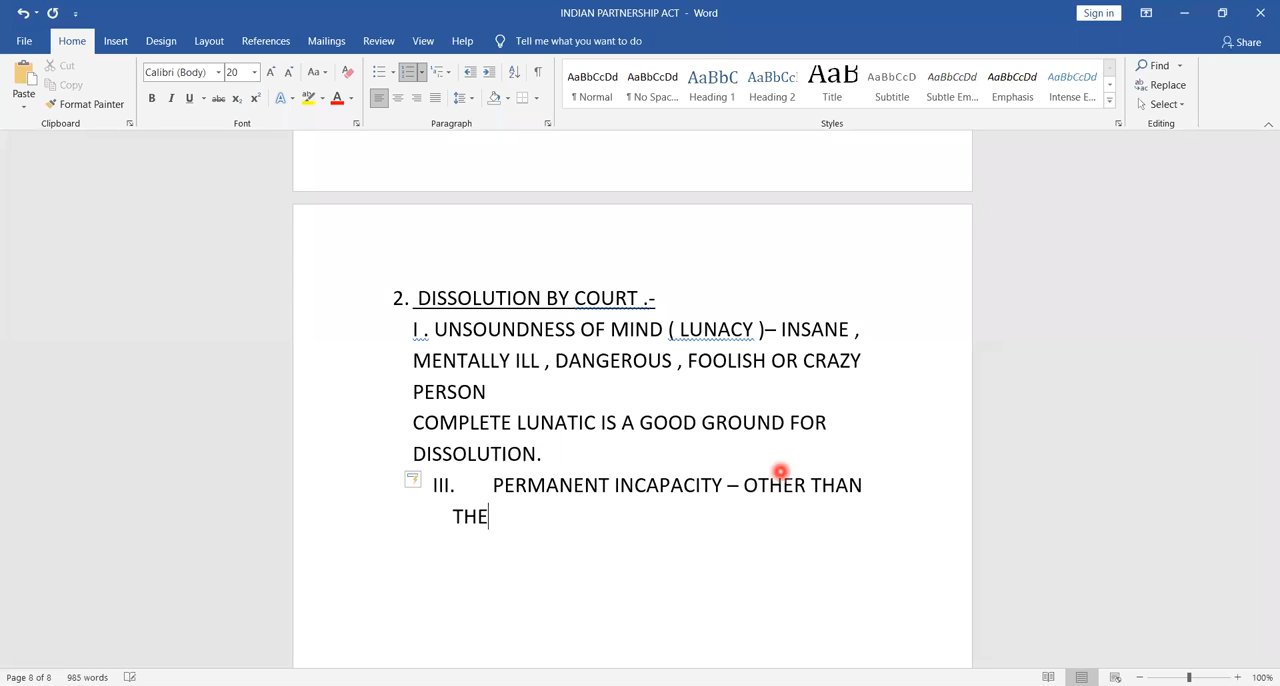 INDIAN PARTNERSHIP ACT - Word
Sign in
File Home Insert Design Layout References Mailings Review View Help Tell me what you want to do Share
Paste Cut Copy Format Painter
Calibri (Body) 20 Aa
B I U abc x₂ x² A A
AaBbCcDd AaBbCcDd AaBbC AaBbCc AaB AaBbCcD AaBbCcDd AaBbCcDd AaBbCcDd
¶ Normal ¶ No Spac... Heading 1 Heading 2 Title Subtitle Subtle Em... Emphasis Intense E...
Find
Replace
Select
Clipboard Font Paragraph Styles Editing
2. DISSOLUTION BY COURT .-
I . UNSOUNDNESS OF MIND ( LUNACY )– INSANE ,
MENTALLY ILL , DANGEROUS , FOOLISH OR CRAZY
PERSON
COMPLETE LUNATIC IS A GOOD GROUND FOR
DISSOLUTION.
III. PERMANENT INCAPACITY – OTHER THAN
THE
Page 8 of 8 985 words 100%